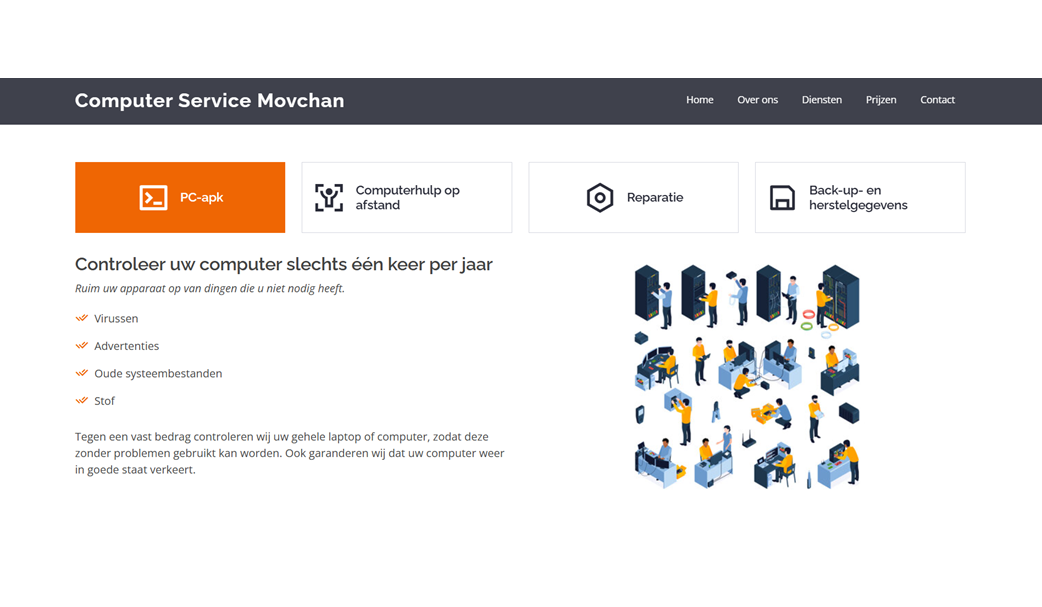 Computer Service Movchan
Home
Over ons
Diensten
Prijzen
Contact
PC-apk
Computerhulp op
afstand
Reparatie
Back-up- en
herstelgegevens
Controleer uw computer slechts één keer per jaar
Ruim uw apparaat op van dingen die u niet nodig heeft.
Virussen
Advertenties
Oude systeembestanden
Stof
Tegen een vast bedrag controleren wij uw gehele laptop of computer, zodat deze
zonder problemen gebruikt kan worden. Ook garanderen wij dat uw computer weer
in goede staat verkeert.